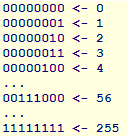 00000000 <- 0
00000001 <- 1
00000010 <- 2
00000011 <- 3
00000100 <- 4
...
00111000 <- 56
...
11111111 <- 255